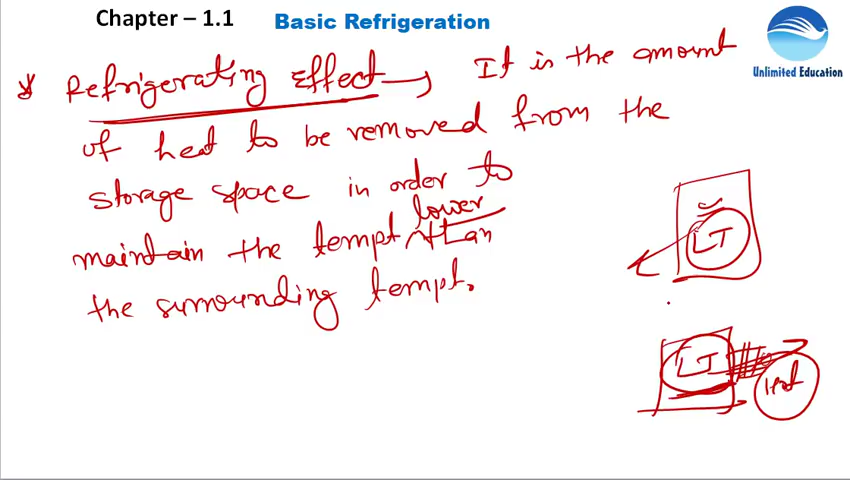 Chapter – 1.1 Basic Refrigeration
Unlimited Education
* Refrigerating Effect → It is the amount
of heat to be removed from the
storage space in order to
maintain the tempt lower than
the surrounding tempt.
LT
LT